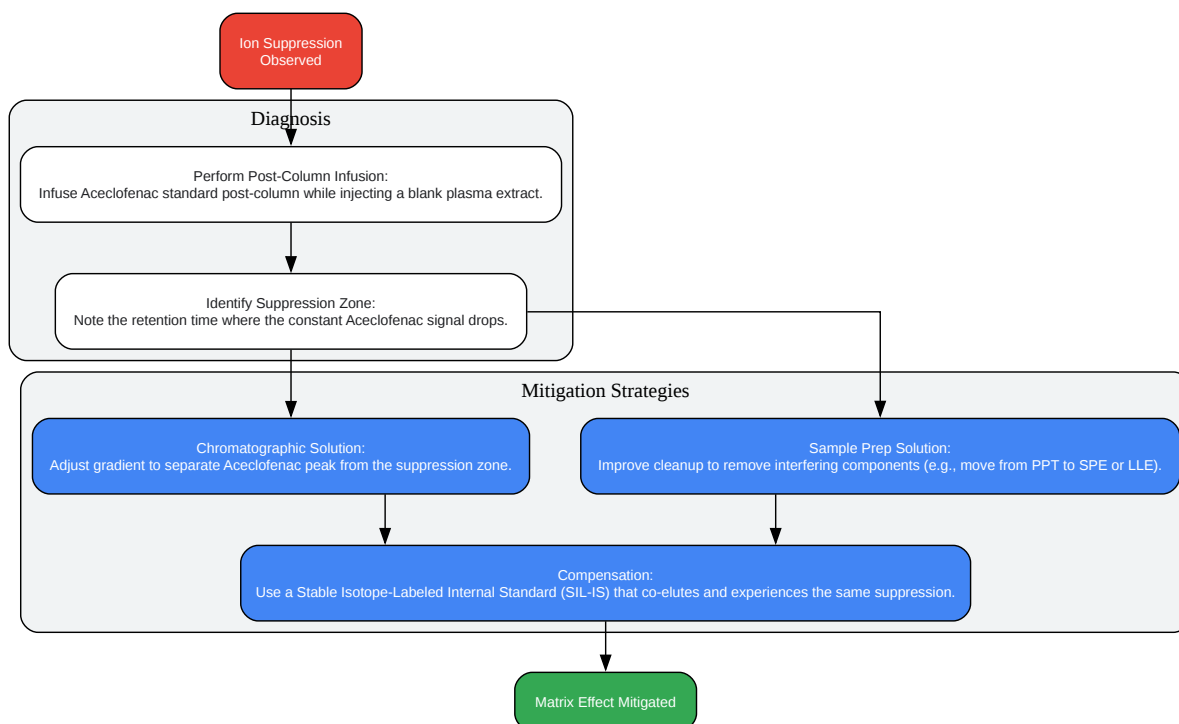 Ion Suppression
Observed
Diagnosis
Perform Post-Column Infusion:
Infuse Aceclofenac standard post-column while injecting a blank plasma extract.
Identify Suppression Zone:
Note the retention time where the constant Aceclofenac signal drops.
Mitigation Strategies
Chromatographic Solution:
Adjust gradient to separate Aceclofenac peak from the suppression zone.
Sample Prep Solution:
Improve cleanup to remove interfering components (e.g., move from PPT to SPE or LLE).
Compensation:
Use a Stable Isotope-Labeled Internal Standard (SIL-IS) that co-elutes and experiences the same suppression.
Matrix Effect Mitigated